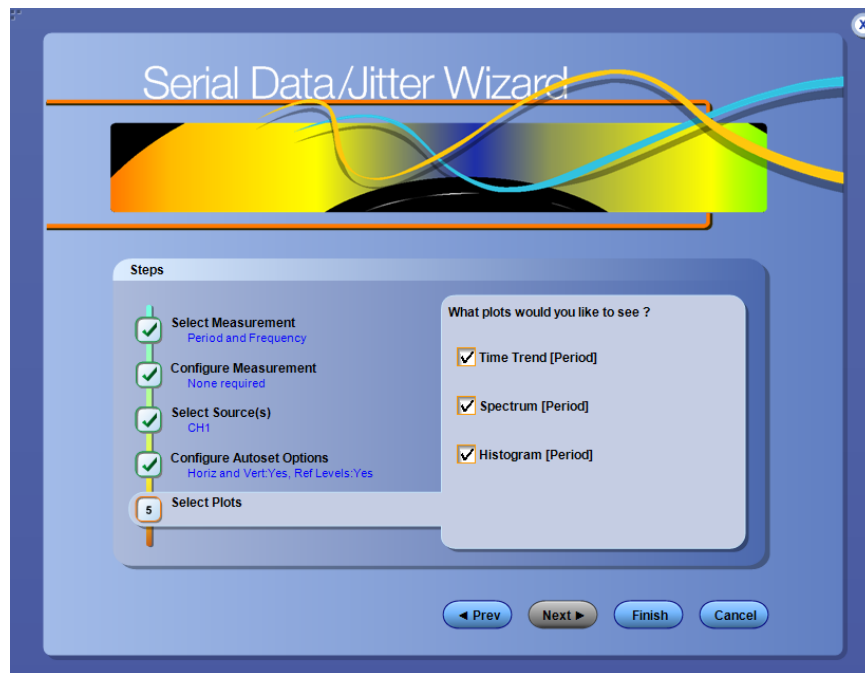 X
Serial Data/Jitter Wizard
Steps
Select Measurement
Period and Frequency
Configure Measurement
None required
Select Source(s)
CH1
Configure Autoset Options
Horiz and Vert:Yes, Ref Levels:Yes
5
Select Plots
What plots would you like to see ?
Time Trend [Period]
Spectrum [Period]
Histogram [Period]
◄ Prev
Next ►
Finish
Cancel